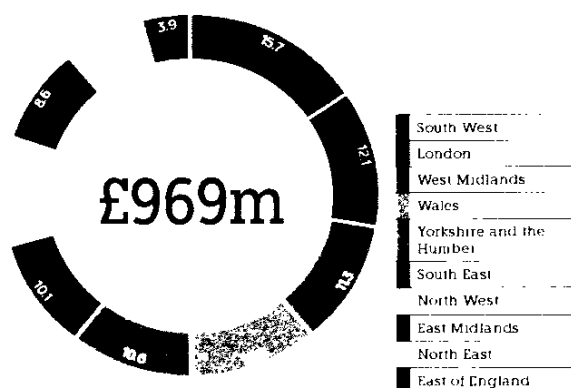 3.9
15.7
8.6
12.1
£969m
11.3
10.1
10.6
South West
London
West Midlands
Wales
Yorkshire and the
Humber
South East
North West
East Midlands
North East
East of England